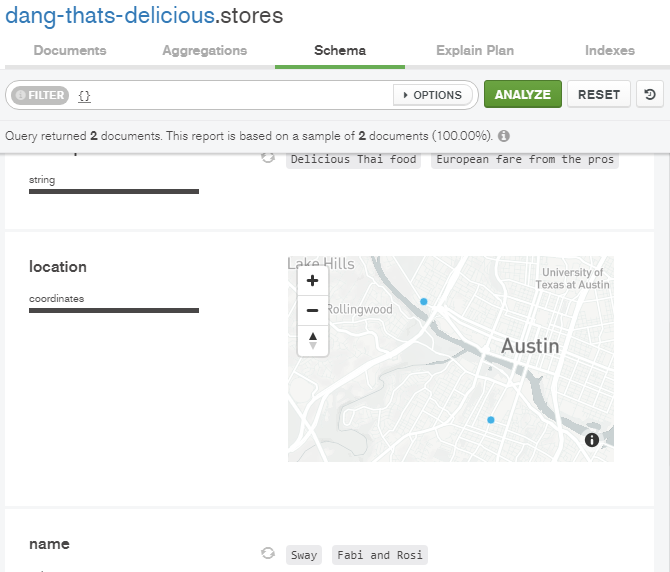 dang-thats-delicious.stores
Documents Aggregations Schema Explain Plan Indexes
FILTER {} OPTIONS ANALYZE RESET
Query returned 2 documents. This report is based on a sample of 2 documents (100.00%).
Delicious Thai food European fare from the pros
string
location
coordinates
Lake Hills
University of
Texas at Austin
Rollingwood
Austin
name
Sway Fabi and Rosi